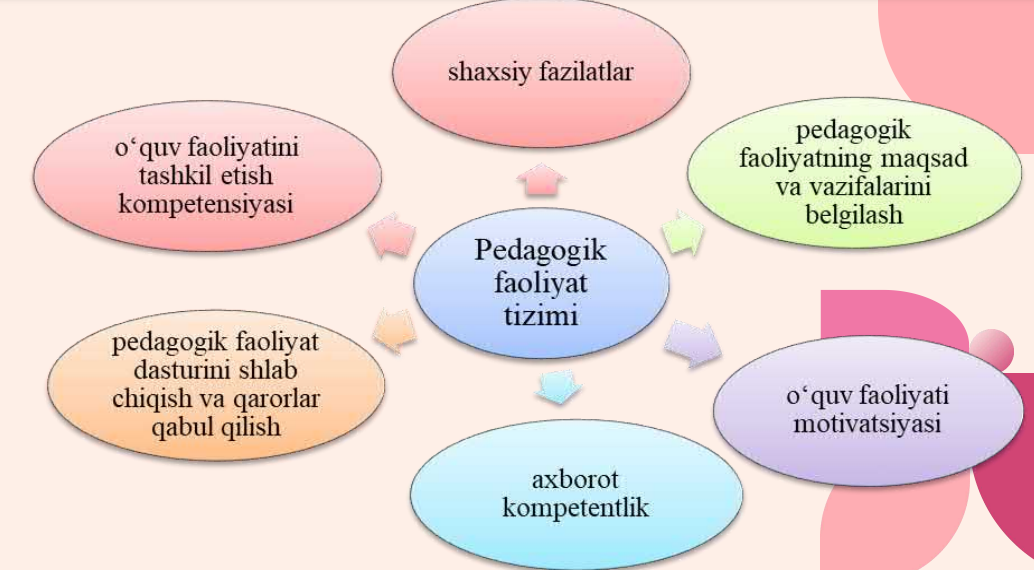 shaxsiy fazilatlar
pedagogik
faoliyatning maqsad
va vazifalarini
belgilash
o‘quv faoliyati
motivatsiyasi
axborot
kompetentlik
pedagogik faoliyat
dasturini shlab
chiqish va qarorlar
qabul qilish
o‘quv faoliyatini
tashkil etish
kompetensiyasi
Pedagogik
faoliyat
tizimi